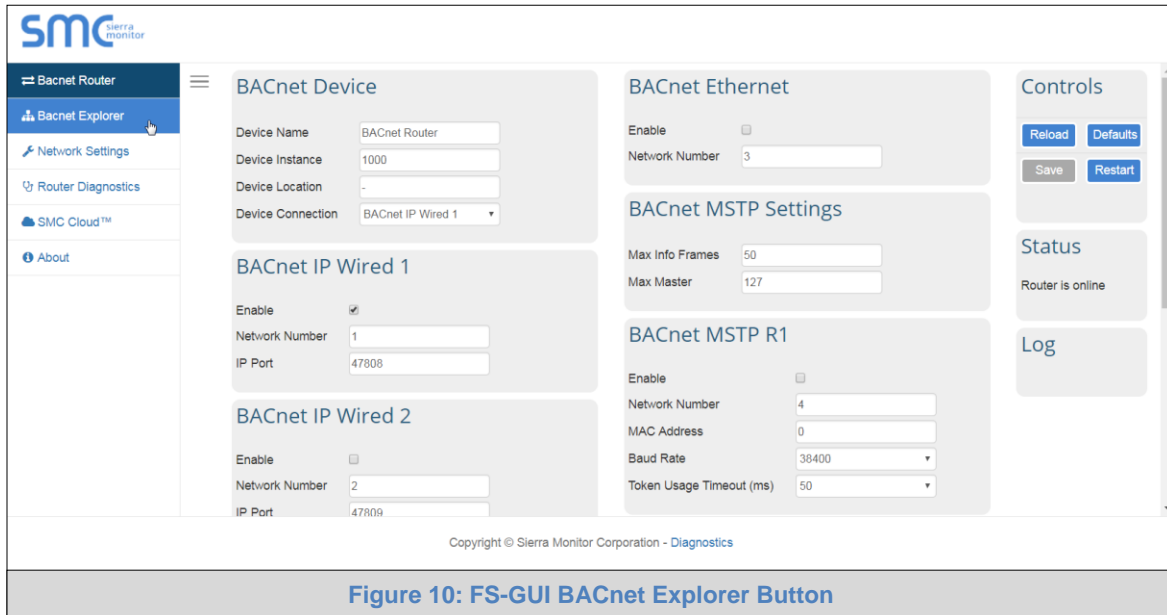 SMC sierra monitor
Bacnet Router
Bacnet Explorer
Network Settings
Router Diagnostics
SMC Cloud™
About
BACnet Device
Device Name BACnet Router
Device Instance 1000
Device Location -
Device Connection BACnet IP Wired 1
BACnet IP Wired 1
Enable
Network Number 1
IP Port 47808
BACnet IP Wired 2
Enable
Network Number 2
IP Port 47809
BACnet Ethernet
Enable
Network Number 3
BACnet MSTP Settings
Max Info Frames 50
Max Master 127
BACnet MSTP R1
Enable
Network Number 4
MAC Address 0
Baud Rate 38400
Token Usage Timeout (ms) 50
Controls
Reload Defaults
Save Restart
Status
Router is online
Log
Copyright © Sierra Monitor Corporation - Diagnostics
Figure 10: FS-GUI BACnet Explorer Button